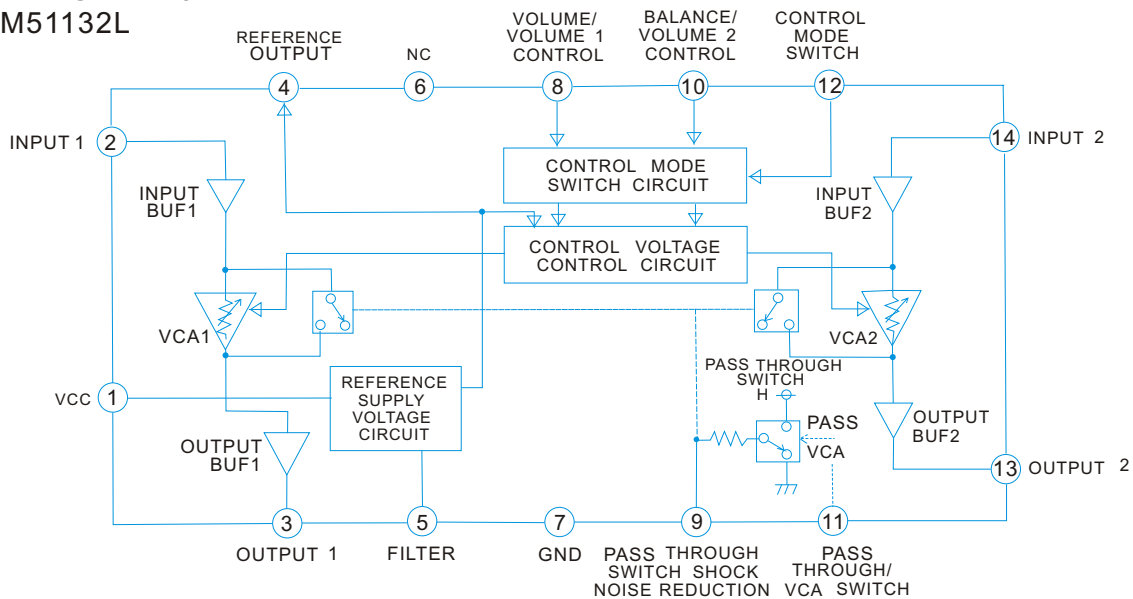 M51132L
REFERENCE
OUTPUT
NC
VOLUME/
VOLUME 1
CONTROL
BALANCE/
VOLUME 2
CONTROL
CONTROL
MODE
SWITCH
4
6
8
10
12
INPUT 1
2
14
INPUT 2
INPUT
BUF1
CONTROL MODE
SWITCH CIRCUIT
INPUT
BUF2
CONTROL VOLTAGE
CONTROL CIRCUIT
VCA1
VCA2
VCC
1
REFERENCE
SUPPLY
VOLTAGE
CIRCUIT
PASS THROUGH
SWITCH
H
PASS
VCA
OUTPUT
BUF1
OUTPUT
BUF2
13
OUTPUT 2
3
5
7
9
11
OUTPUT 1
FILTER
GND
PASS THROUGH
SWITCH SHOCK
NOISE REDUCTION
PASS
THROUGH/
VCA SWITCH